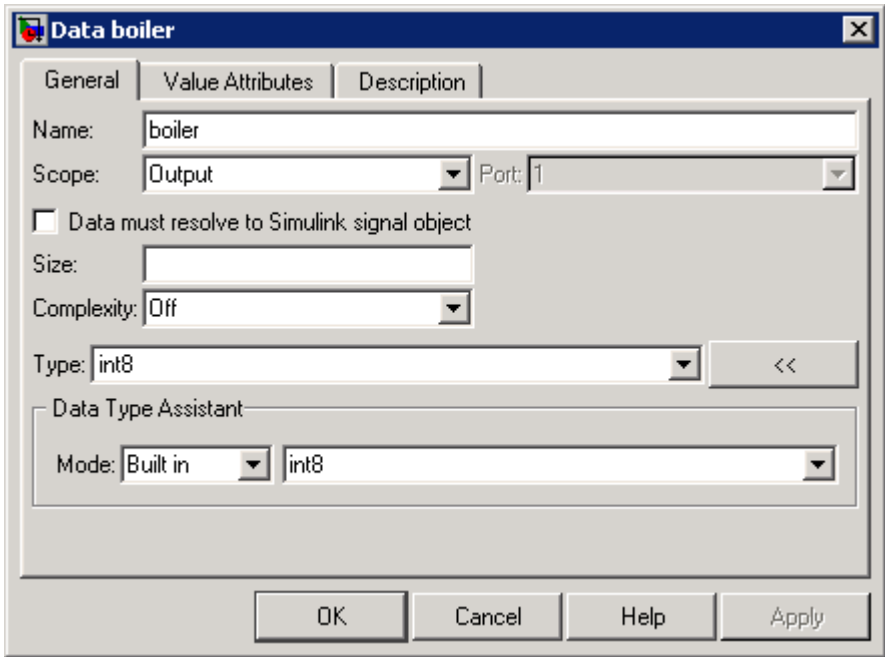 Data boiler
General Value Attributes Description
Name: boiler
Scope: Output Port: 1
Data must resolve to Simulink signal object
Size:
Complexity: Off
Type: int8 <<
Data Type Assistant
Mode: Built in int8
OK Cancel Help Apply